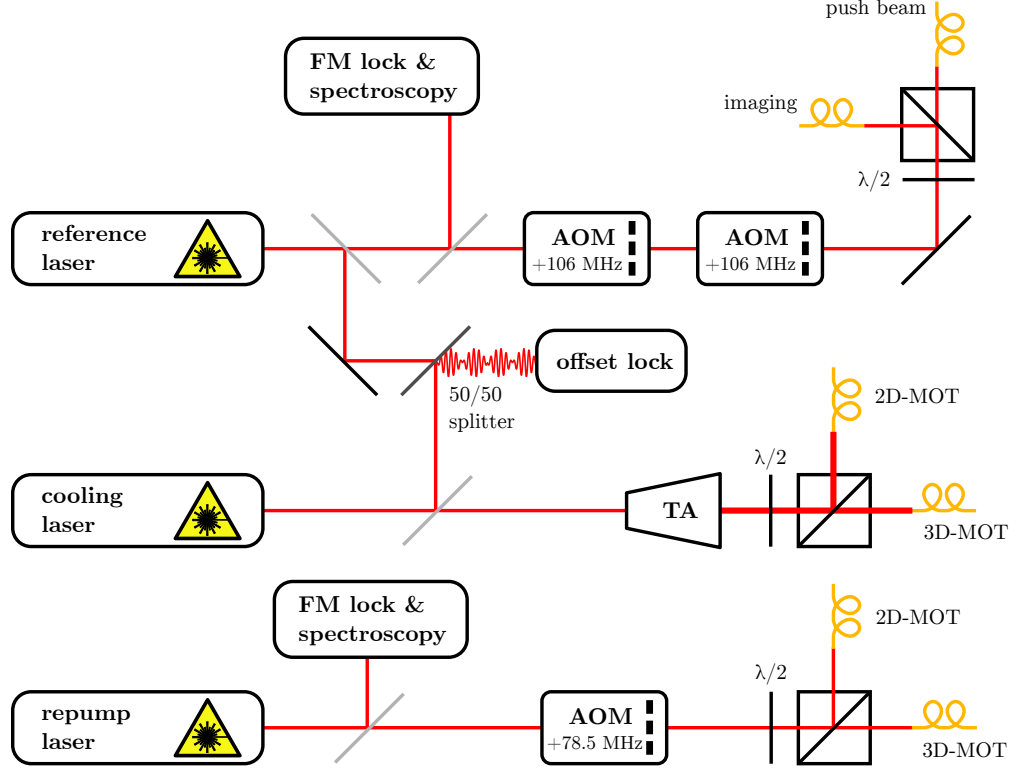 push beam
FM lock &
spectroscopy
imaging
λ/2
reference
laser
AOM
+106 MHz
AOM
+106 MHz
offset lock
50/50
splitter
2D-MOT
λ/2
cooling
laser
TA
3D-MOT
FM lock &
spectroscopy
2D-MOT
λ/2
repump
laser
AOM
+78.5 MHz
3D-MOT